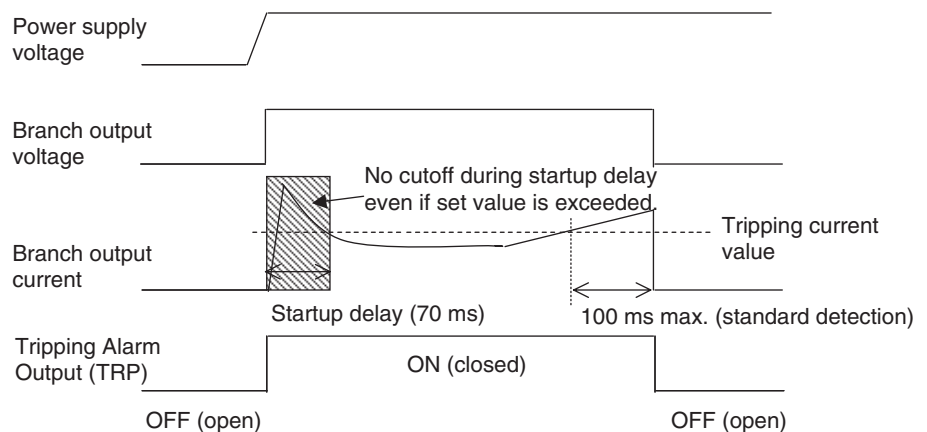 Power supply
voltage
Branch output
voltage
No cutoff during startup delay
even if set value is exceeded.
Tripping current
value
Branch output
current
Startup delay (70 ms)
100 ms max. (standard detection)
Tripping Alarm
Output (TRP)
ON (closed)
OFF (open)
OFF (open)